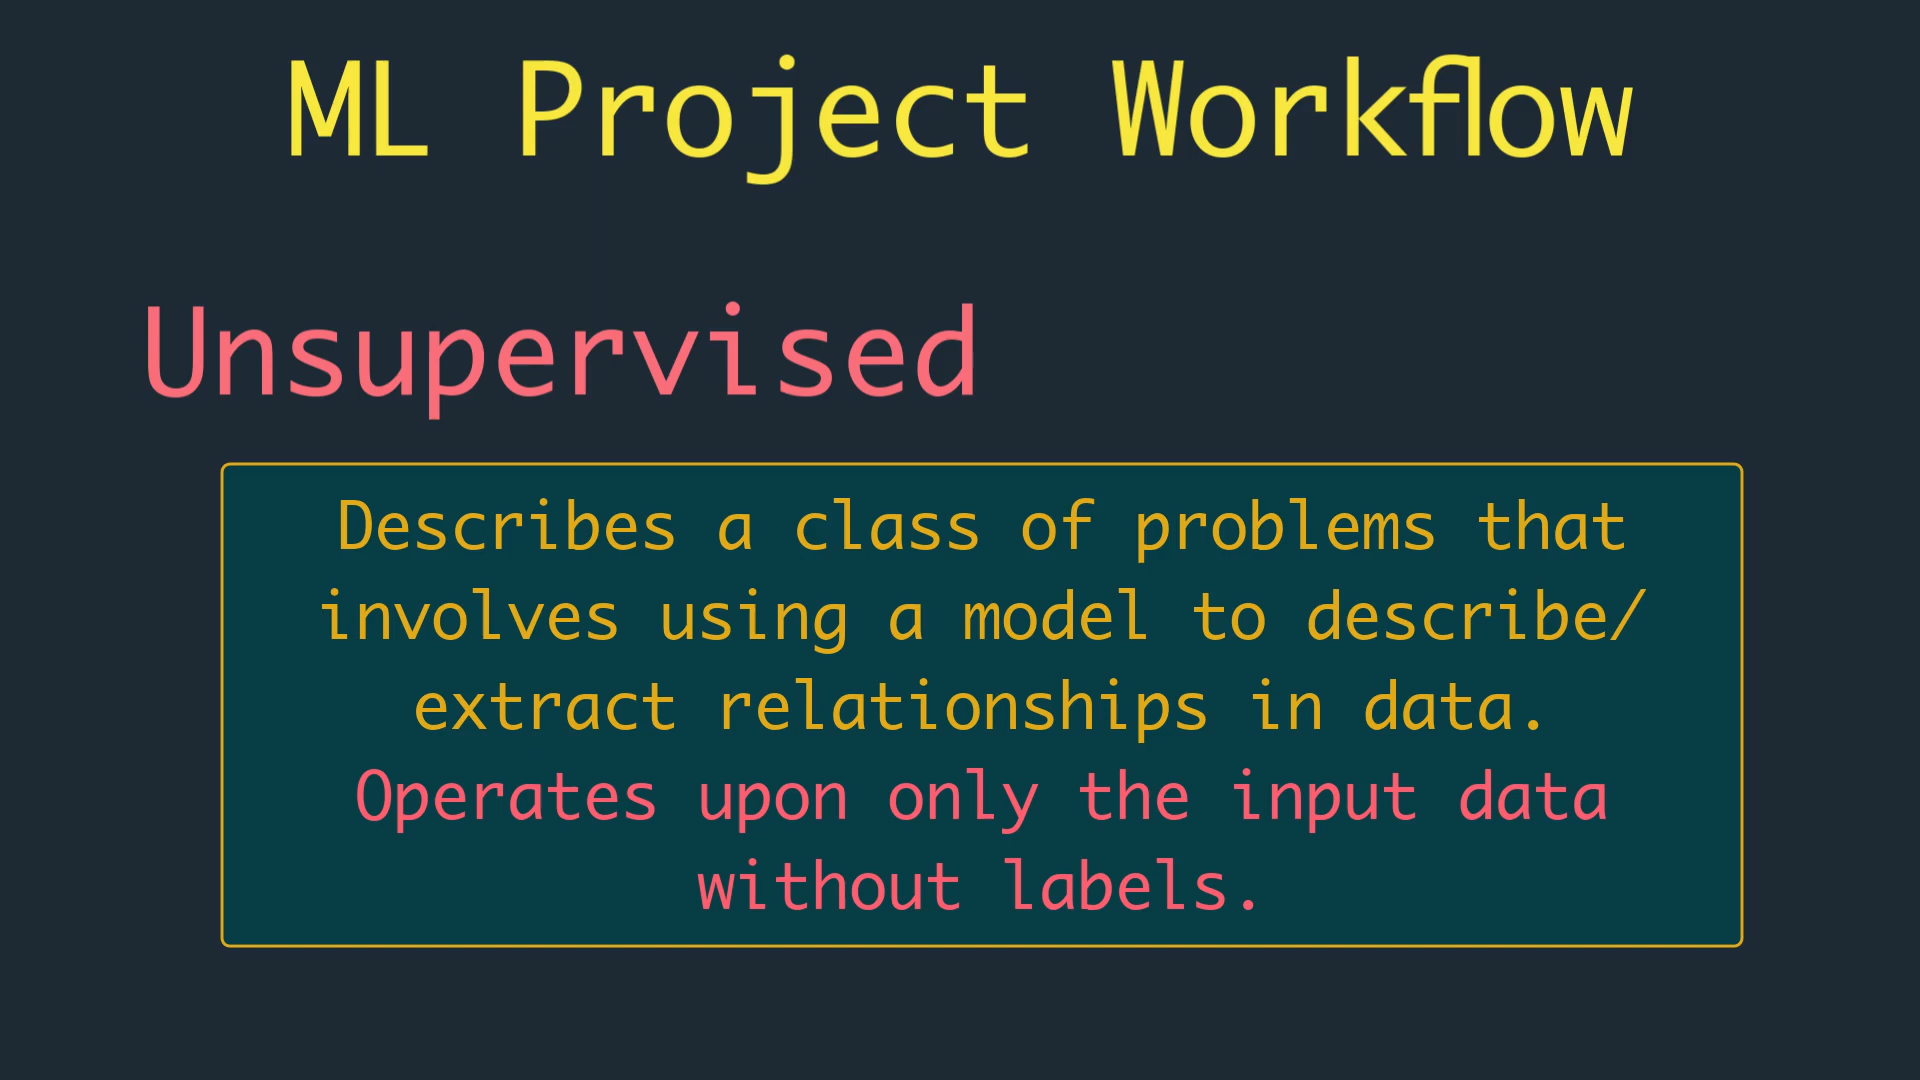 ML Project Workflow
Unsupervised
Describes a class of problems that
involves using a model to describe/
extract relationships in data.
Operates upon only the input data
without labels.